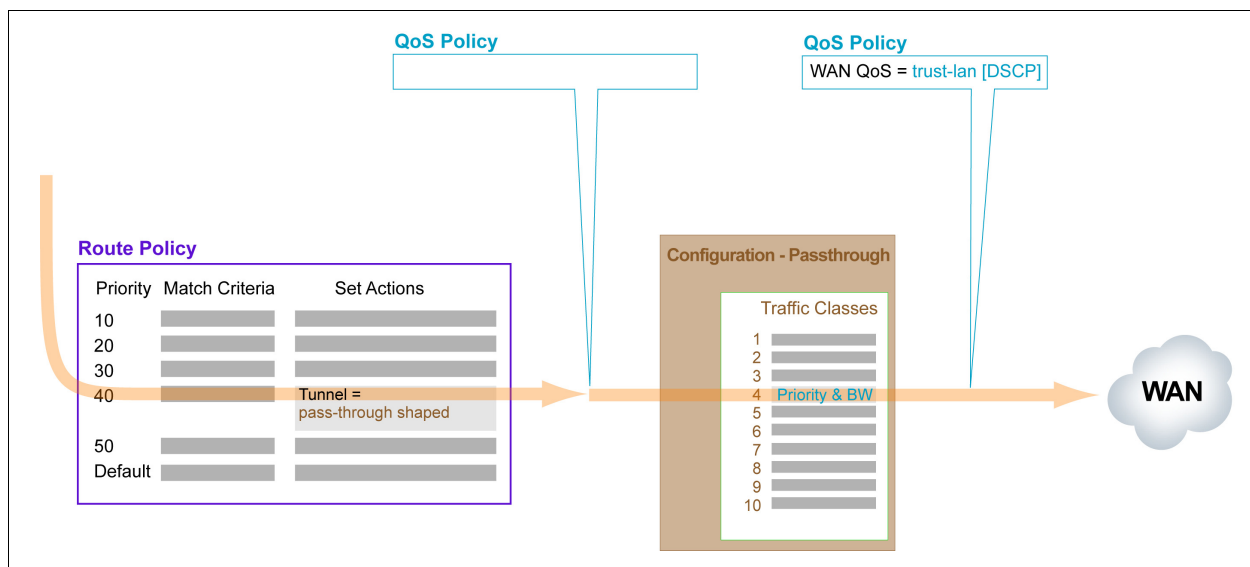 QoS Policy
QoS Policy
WAN QoS = trust-lan [DSCP]
Route Policy
Priority Match Criteria Set Actions
10
20
30
40
Tunnel =
pass-through shaped
50
Default
Configuration - Passthrough
Traffic Classes
1
2
3
4 Priority & BW
5
6
7
8
9
10
WAN